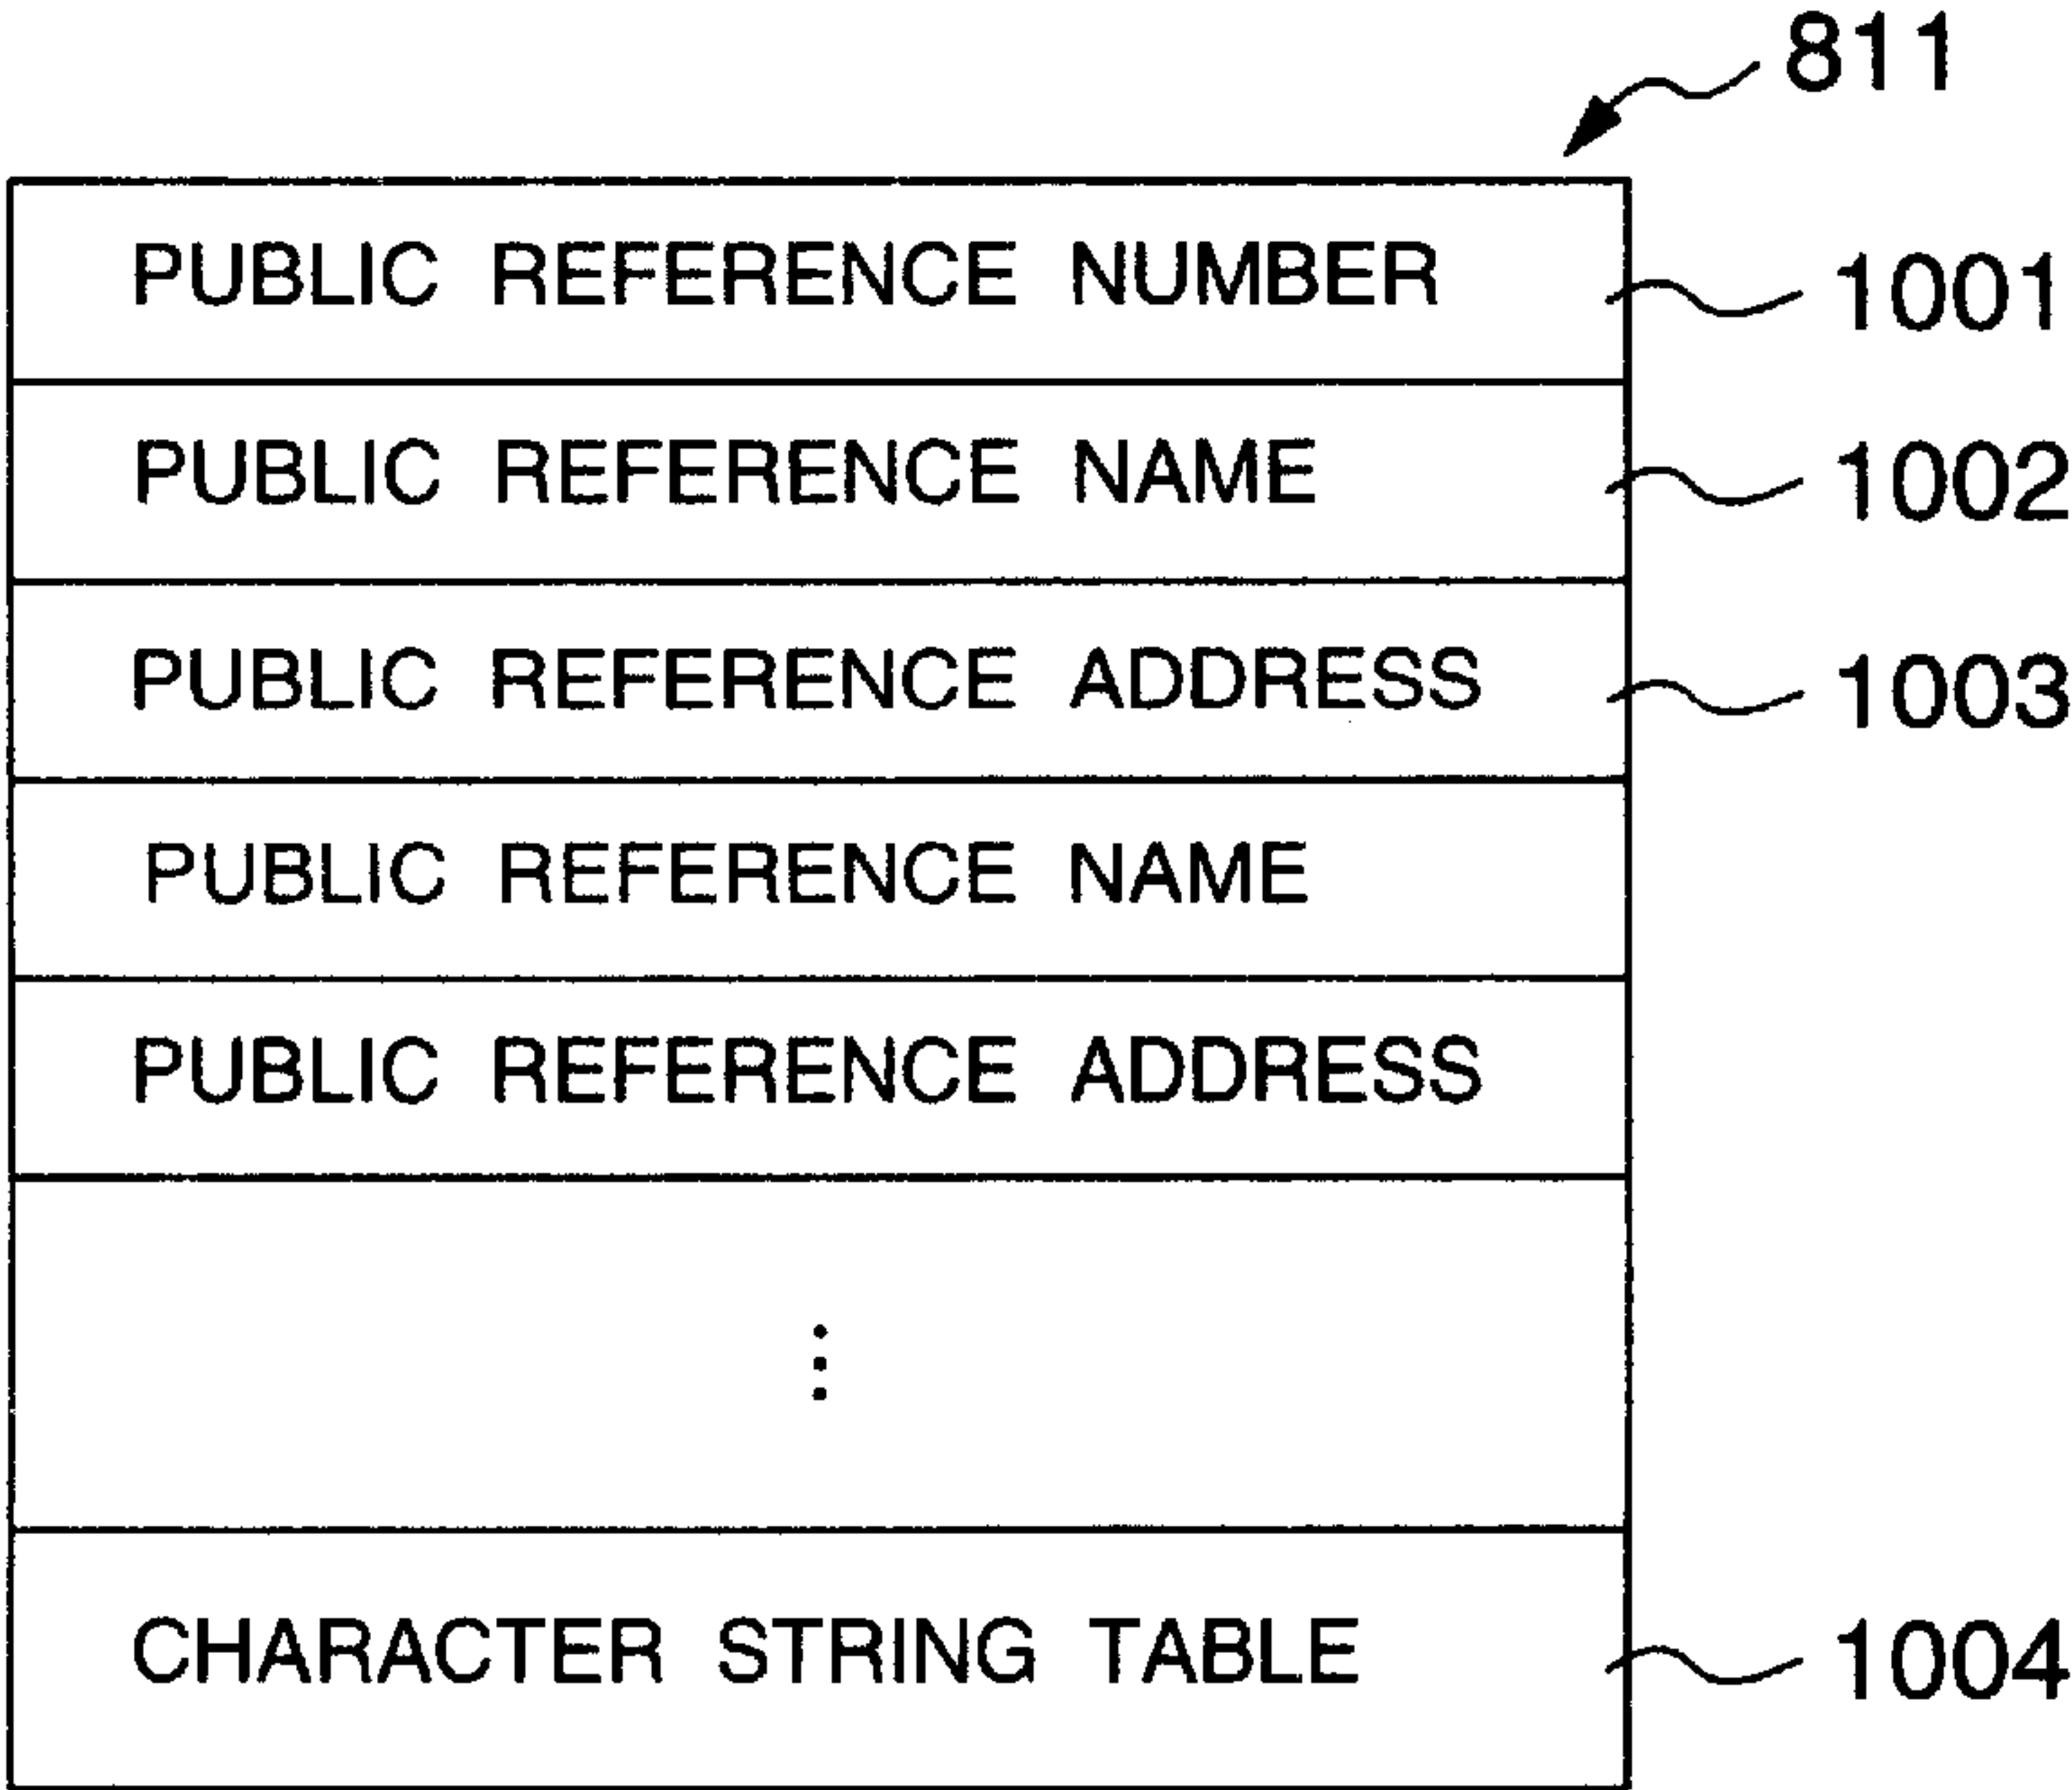 811
PUBLIC REFERENCE NUMBER 1001
PUBLIC REFERENCE NAME 1002
PUBLIC REFERENCE ADDRESS 1003
PUBLIC REFERENCE NAME
PUBLIC REFERENCE ADDRESS
⋮
CHARACTER STRING TABLE 1004